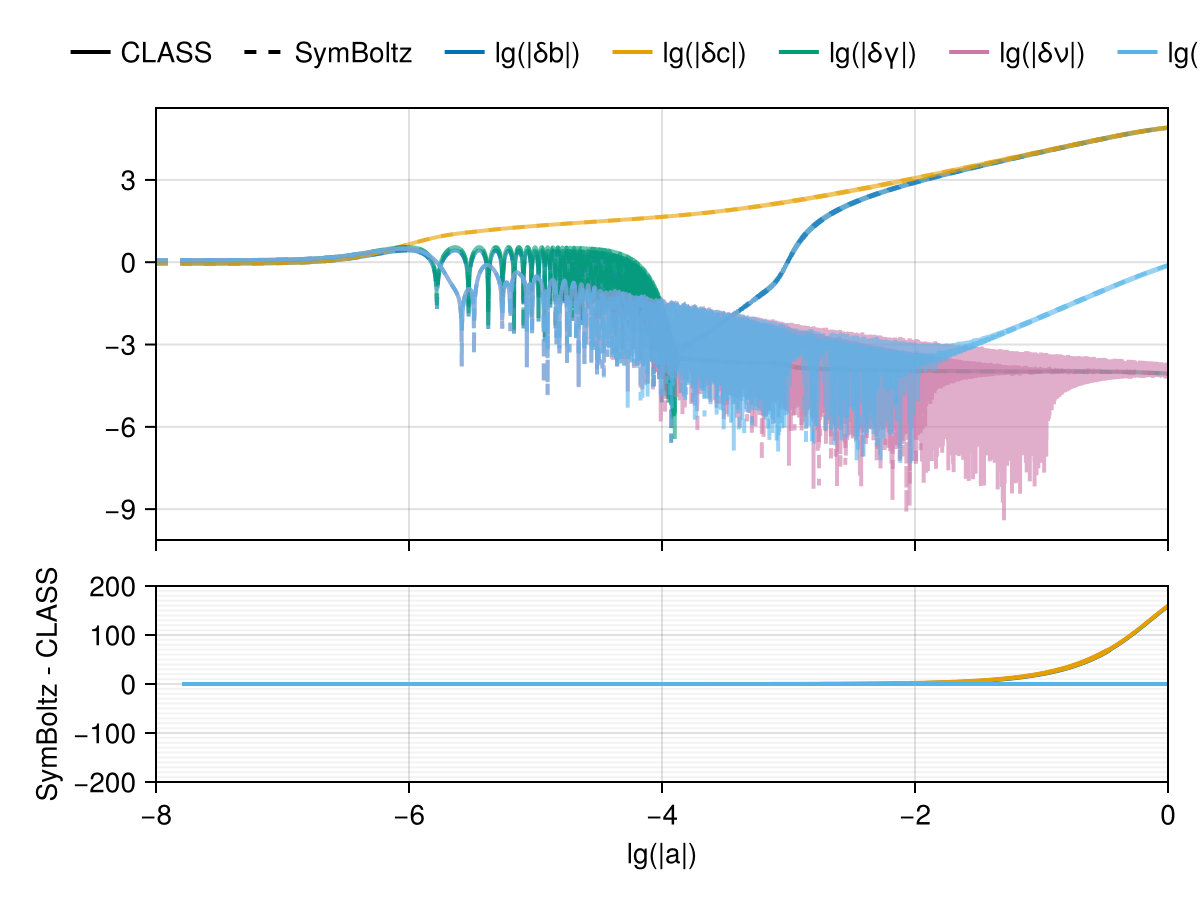 CLASS SymBoltz lg(|δb|) lg(|δc|) lg(|δγ|) lg(|δν|) lg(
3
0
−3
−6
−9
SymBoltz - CLASS
200
100
0
−100
−200
−8 −6 −4 −2 0
lg(|a|)